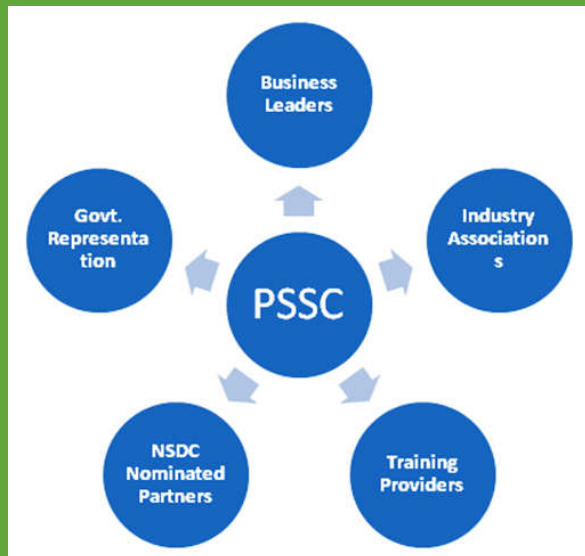 Business
Leaders
Govt.
Representa
tion
Industry
Association
s
PSSC
NSDC
Nominated
Partners
Training
Providers